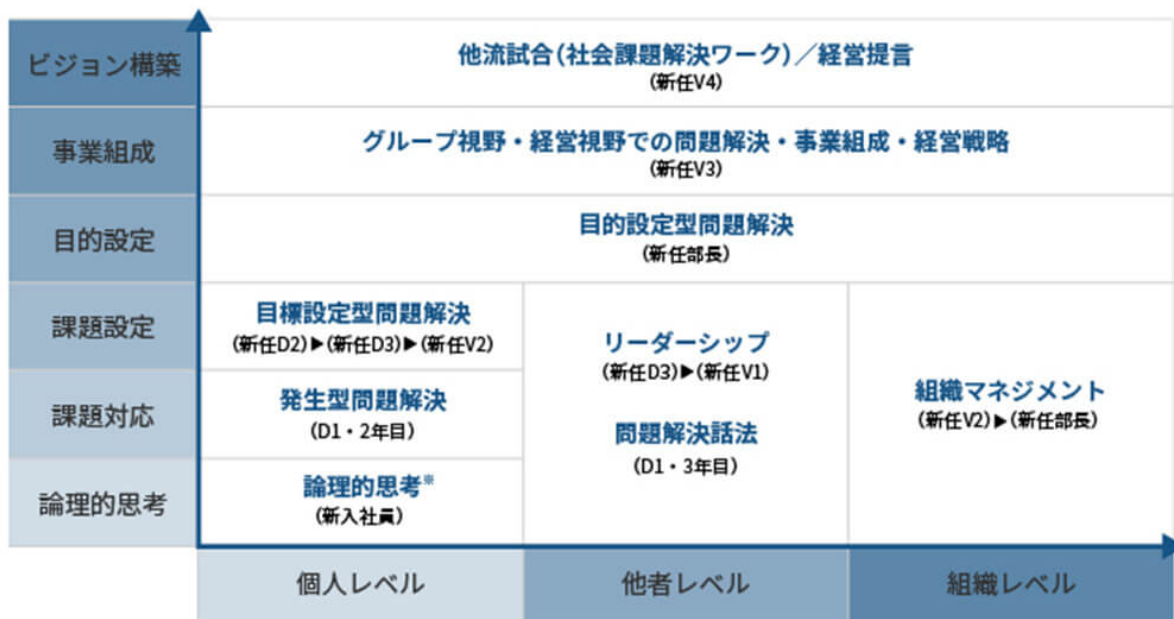 ビジョン構築
他流試合(社会課題解決ワーク)／経営提言
(新任V4)
事業組成
グループ視野・経営視野での問題解決・事業組成・経営戦略
(新任V3)
目的設定
目的設定型問題解決
(新任部長)
課題設定
目標設定型問題解決
(新任D2)▶(新任D3)▶(新任V2)
課題対応
発生型問題解決
(D1・2年目)
論理的思考
論理的思考※
(新入社員)
リーダーシップ
(新任D3)▶(新任V1)
問題解決話法
(D1・3年目)
組織マネジメント
(新任V2)▶(新任部長)
個人レベル
他者レベル
組織レベル